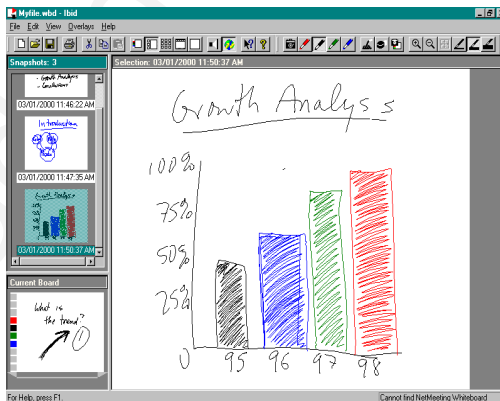 Myfile.wbd - Ibid
File Edit View Overlays Help
Snapshots: 3
Selection: 03/01/2000 11:50:37 AM
- Growth Analysis
- Conclusions
03/01/2000 11:46:22 AM
Introduction
03/01/2000 11:47:35 AM
Growth Analysis
03/01/2000 11:50:37 AM
Current Board
What is
the trend?
1
Growth Analysis
100%
75%
50%
25%
0 95 96 97 98
For Help, press F1.
Cannot find NetMeeting Whiteboard